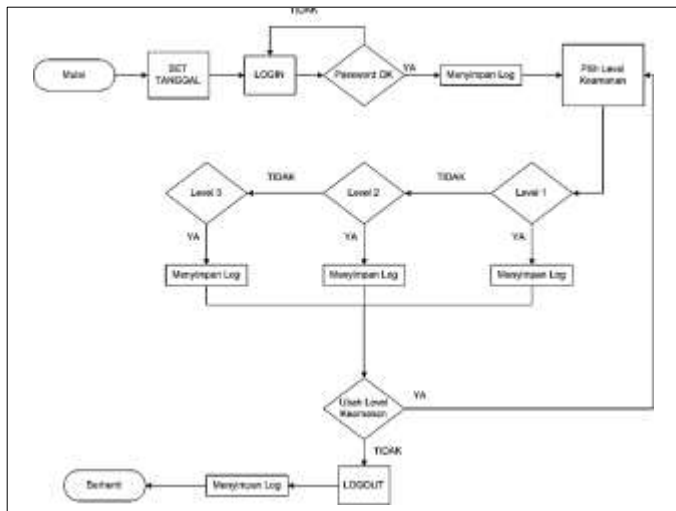 TIDAK
Mulai
SET
TANGGAL
LOGIN
Password OK
YA
Menyimpan Log
Pilih Level
Keamanan
Level 3
TIDAK
Level 2
TIDAK
Level 1
YA
YA
YA
Menyimpan Log
Menyimpan Log
Menyimpan Log
Ubah Level
Keamanan
YA
TIDAK
Berhenti
Menyimpan Log
LOGOUT